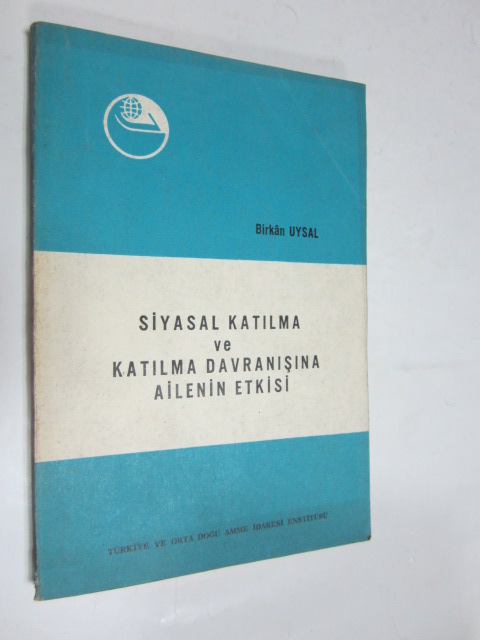 Birkân UYSAL
SİYASAL KATILMA
ve
KATILMA DAVRANIŞINA
AİLENİN ETKİSİ
TÜRKİYE VE ORTA DOĞU AMME İDARESİ ENSTİTÜSÜ